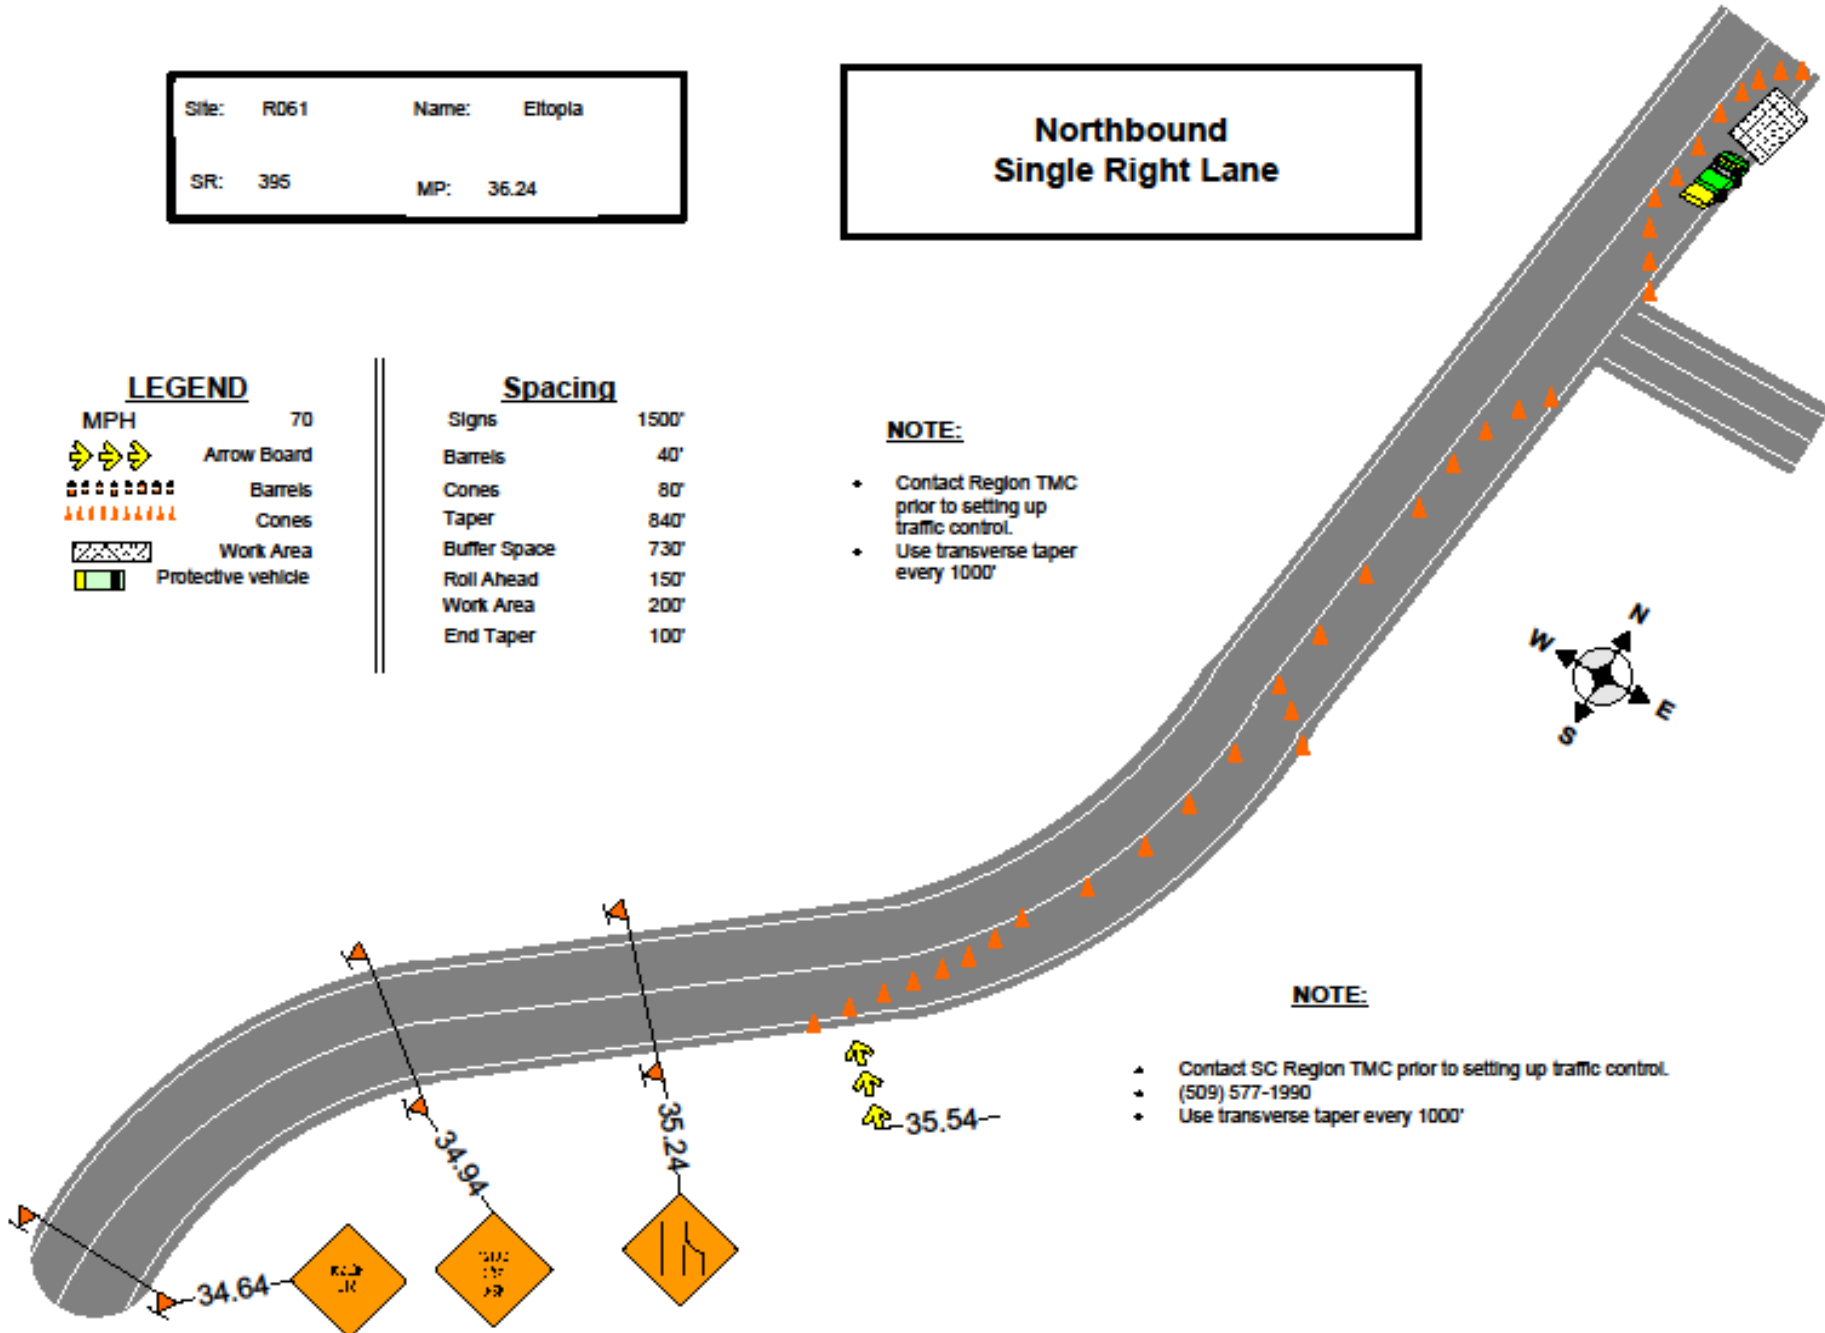 Site: R061 Name: Eltopia
SR: 395 MP: 36.24
Northbound
Single Right Lane
LEGEND
MPH 70
Arrow Board
Barrels
Cones
Work Area
Protective vehicle
Spacing
Signs 1500'
Barrels 40'
Cones 80'
Taper 840'
Buffer Space 730'
Roll Ahead 150'
Work Area 200'
End Taper 100'
NOTE:
• Contact Region TMC
prior to setting up
traffic control.
• Use transverse taper
every 1000'
N
W
E
S
NOTE:
• Contact SC Region TMC prior to setting up traffic control.
• (509) 577-1990
• Use transverse taper every 1000'
35.54
35.24
34.94
34.64